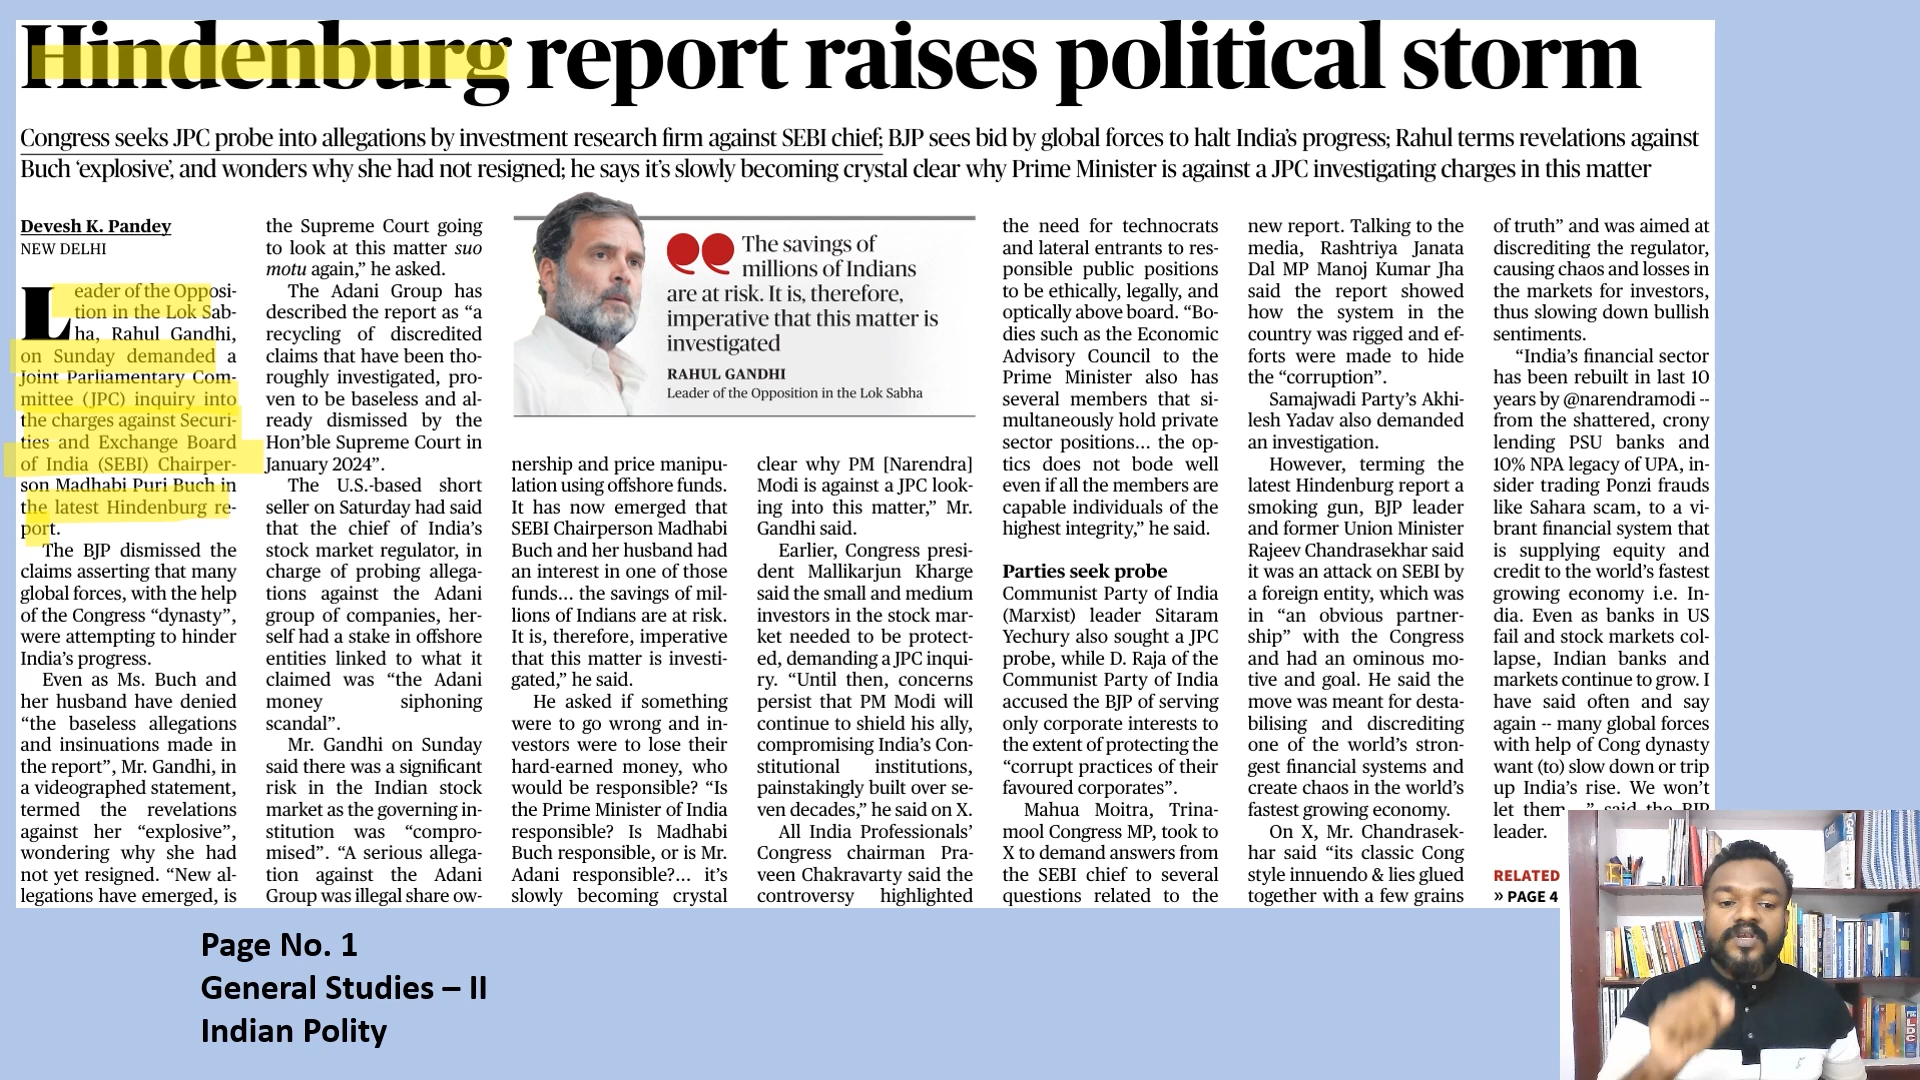 Hindenburg report raises political storm
Congress seeks JPC probe into allegations by investment research firm against SEBI chief; BJP sees bid by global forces to halt India's progress; Rahul terms revelations against
Buch ‘explosive’, and wonders why she had not resigned; he says it's slowly becoming crystal clear why Prime Minister is against a JPC investigating charges in this matter
Devesh K. Pandey
NEW DELHI
Leader of the Opposi-
tion in the Lok Sab-
ha, Rahul Gandhi,
on Sunday demanded a
Joint Parliamentary Com-
mittee (JPC) inquiry into
the charges against Securi-
ties and Exchange Board
of India (SEBI) Chairper-
son Madhabi Puri Buch in
the latest Hindenburg re-
port.
The BJP dismissed the
claims asserting that many
global forces, with the help
of the Congress “dynasty”,
were attempting to hinder
India's progress.
Even as Ms. Buch and
her husband have denied
“the baseless allegations
and insinuations made in
the report”, Mr. Gandhi, in
a videographed statement,
termed the revelations
against her “explosive”,
wondering why she had
not yet resigned. “New al-
legations have emerged, is
the Supreme Court going
to look at this matter suo
motu again,” he asked.
The Adani Group has
described the report as “a
recycling of discredited
claims that have been tho-
roughly investigated, pro-
ven to be baseless and al-
ready dismissed by the
Hon'ble Supreme Court in
January 2024”.
The U.S.-based short
seller on Saturday had said
that the chief of India's
stock market regulator, in
charge of probing allega-
tions against the Adani
group of companies, her-
self had a stake in offshore
entities linked to what it
claimed was “the Adani
money siphoning
scandal”.
Mr. Gandhi on Sunday
said there was a significant
risk in the Indian stock
market as the governing in-
stitution was “compro-
mised”. “A serious allega-
tion against the Adani
Group was illegal share ow-
The savings of
millions of Indians
are at risk. It is, therefore,
imperative that this matter is
investigated
RAHUL GANDHI
Leader of the Opposition in the Lok Sabha
nership and price manipu-
lation using offshore funds.
It has now emerged that
SEBI Chairperson Madhabi
Buch and her husband had
an interest in one of those
funds... the savings of mil-
lions of Indians are at risk.
It is, therefore, imperative
that this matter is investi-
gated,” he said.
He asked if something
were to go wrong and in-
vestors were to lose their
hard-earned money, who
would be responsible? “Is
the Prime Minister of India
responsible? Is Madhabi
Buch responsible, or is Mr.
Adani responsible?... it's
slowly becoming crystal
clear why PM [Narendra]
Modi is against a JPC look-
ing into this matter,” Mr.
Gandhi said.
Earlier, Congress presi-
dent Mallikarjun Kharge
said the small and medium
investors in the stock mar-
ket needed to be protect-
ed, demanding a JPC inqui-
ry. “Until then, concerns
persist that PM Modi will
continue to shield his ally,
compromising India's Con-
stitutional institutions,
painstakingly built over se-
ven decades,” he said on X.
All India Professionals’
Congress chairman Pra-
veen Chakravarty said the
controversy highlighted
the need for technocrats
and lateral entrants to res-
ponsible public positions
to be ethically, legally, and
optically above board. “Bo-
dies such as the Economic
Advisory Council to the
Prime Minister also has
several members that si-
multaneously hold private
sector positions... the op-
tics does not bode well
even if all the members are
capable individuals of the
highest integrity,” he said.
Parties seek probe
Communist Party of India
(Marxist) leader Sitaram
Yechury also sought a JPC
probe, while D. Raja of the
Communist Party of India
accused the BJP of serving
only corporate interests to
the extent of protecting the
“corrupt practices of their
favoured corporates”.
Mahua Moitra, Trina-
mool Congress MP, took to
X to demand answers from
the SEBI chief to several
questions related to the
new report. Talking to the
media, Rashtriya Janata
Dal MP Manoj Kumar Jha
said the report showed
how the system in the
country was rigged and ef-
forts were made to hide
the “corruption”.
Samajwadi Party's Akhi-
lesh Yadav also demanded
an investigation.
However, terming the
latest Hindenburg report a
smoking gun, BJP leader
and former Union Minister
Rajeev Chandrasekhar said
it was an attack on SEBI by
a foreign entity, which was
in “an obvious partner-
ship” with the Congress
and had an ominous mo-
tive and goal. He said the
move was meant for desta-
bilising and discrediting
one of the world's stron-
gest financial systems and
create chaos in the world's
fastest growing economy.
On X, Mr. Chandrasek-
har said “its classic Cong
style innuendo & lies glued
together with a few grains
of truth” and was aimed at
discrediting the regulator,
causing chaos and losses in
the markets for investors,
thus slowing down bullish
sentiments.
“India's financial sector
has been rebuilt in last 10
years by @narendramodi --
from the shattered, crony
lending PSU banks and
10% NPA legacy of UPA, in-
sider trading Ponzi frauds
like Sahara scam, to a vi-
brant financial system that
is supplying equity and
credit to the world's fastest
growing economy i.e. In-
dia. Even as banks in US
fail and stock markets col-
lapse, Indian banks and
markets continue to grow. I
have said often and say
again -- many global forces
with help of Cong dynasty
want (to) slow down or trip
up India's rise. We won't
let them...” said the BJP
leader.
RELATED
» PAGE 4
Page No. 1
General Studies – II
Indian Polity